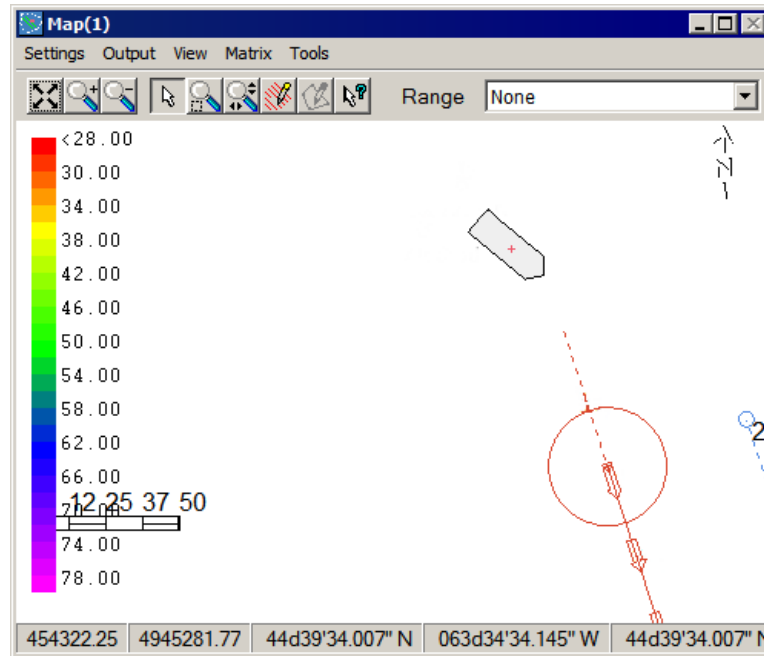 Map(1)
Settings Output View Matrix Tools
Range None
<28.00
30.00
34.00
38.00
42.00
46.00
50.00
54.00
58.00
62.00
66.00
70.00
12 25 37 50
74.00
78.00
N
2
454322.25 4945281.77 44d39'34.007" N 063d34'34.145" W 44d39'34.007" N